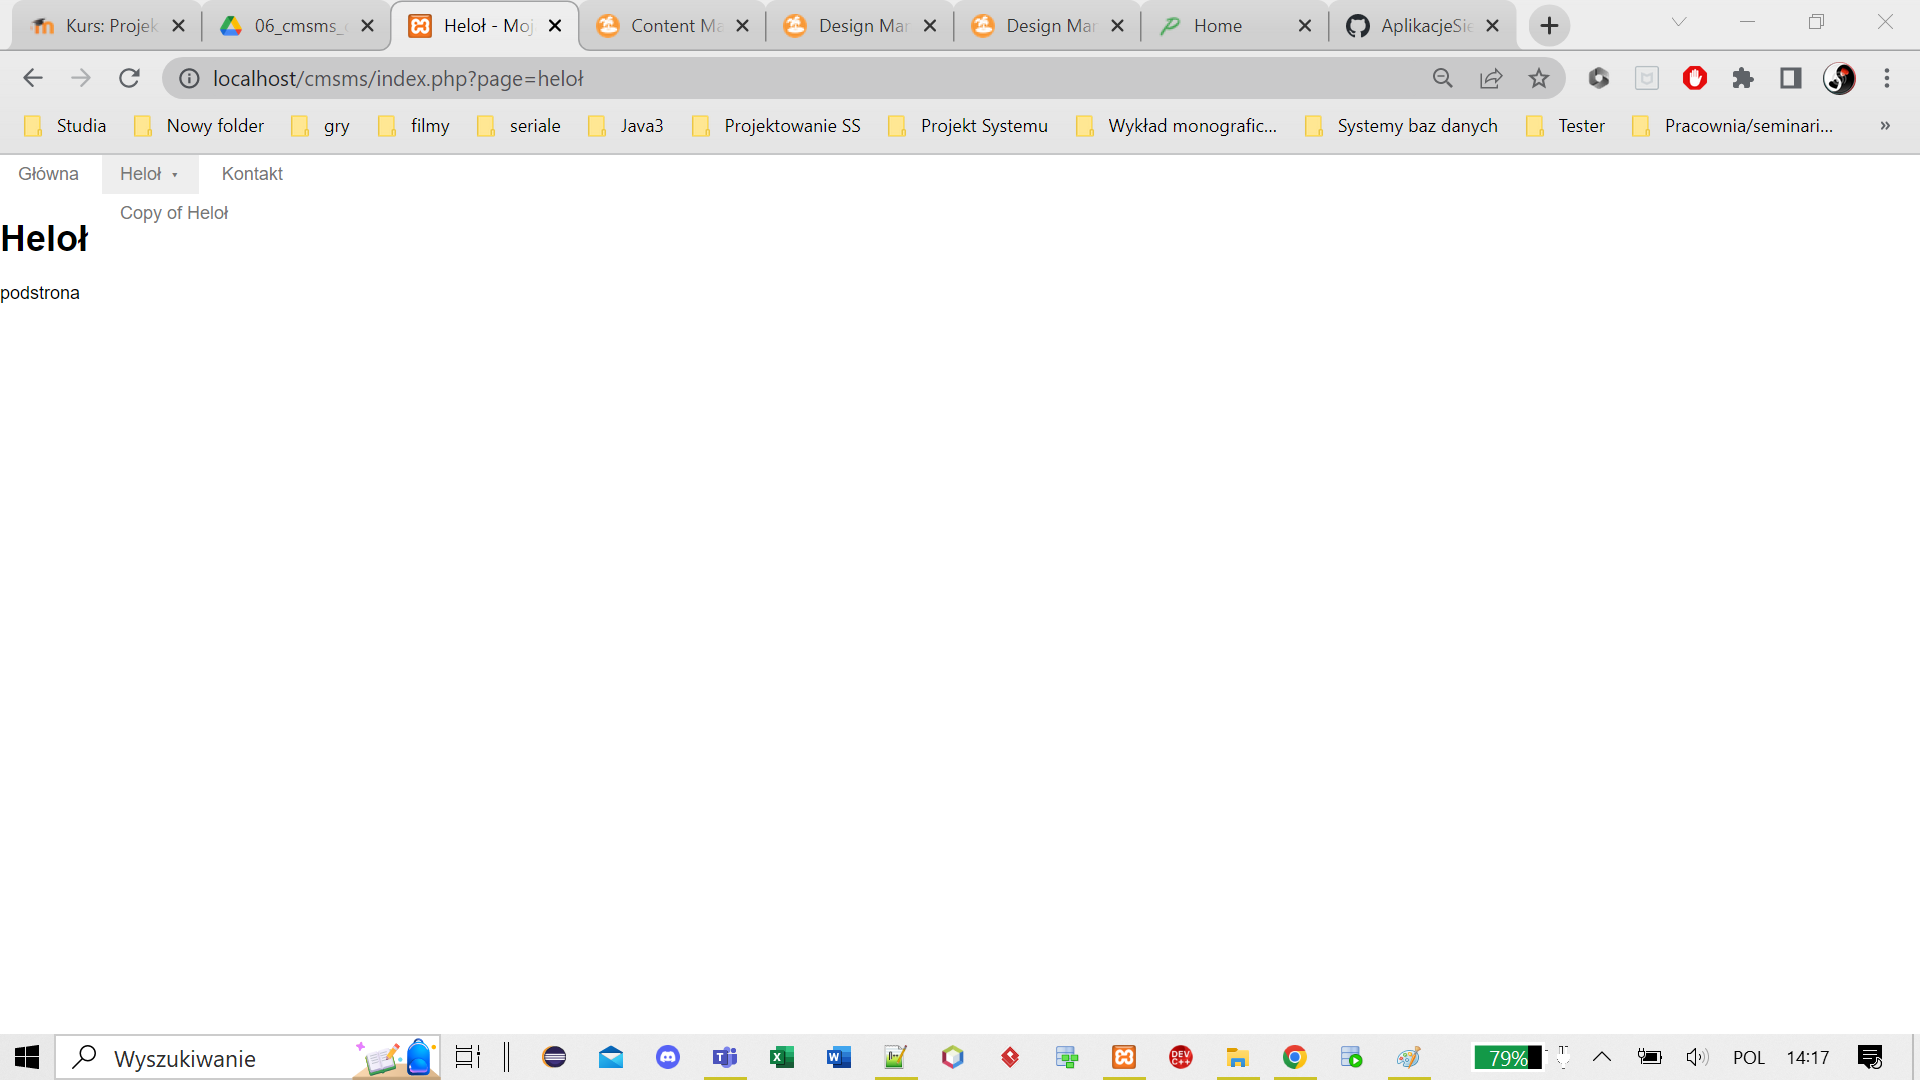 Kurs: Projek
06_cmsms_
Heloł - Moj
Content Ma
Design Mar
Design Mar
Home
AplikacjeSie
localhost/cmsms/index.php?page=heloł
Studia
Nowy folder
gry
filmy
seriale
Java3
Projektowanie SS
Projekt Systemu
Wykład monografic...
Systemy baz danych
Tester
Pracownia/seminari...
»
Główna
Heloł
Kontakt
Copy of Heloł
Heloł
podstrona
Wyszukiwanie
DEV C++
79%
POL
14:17